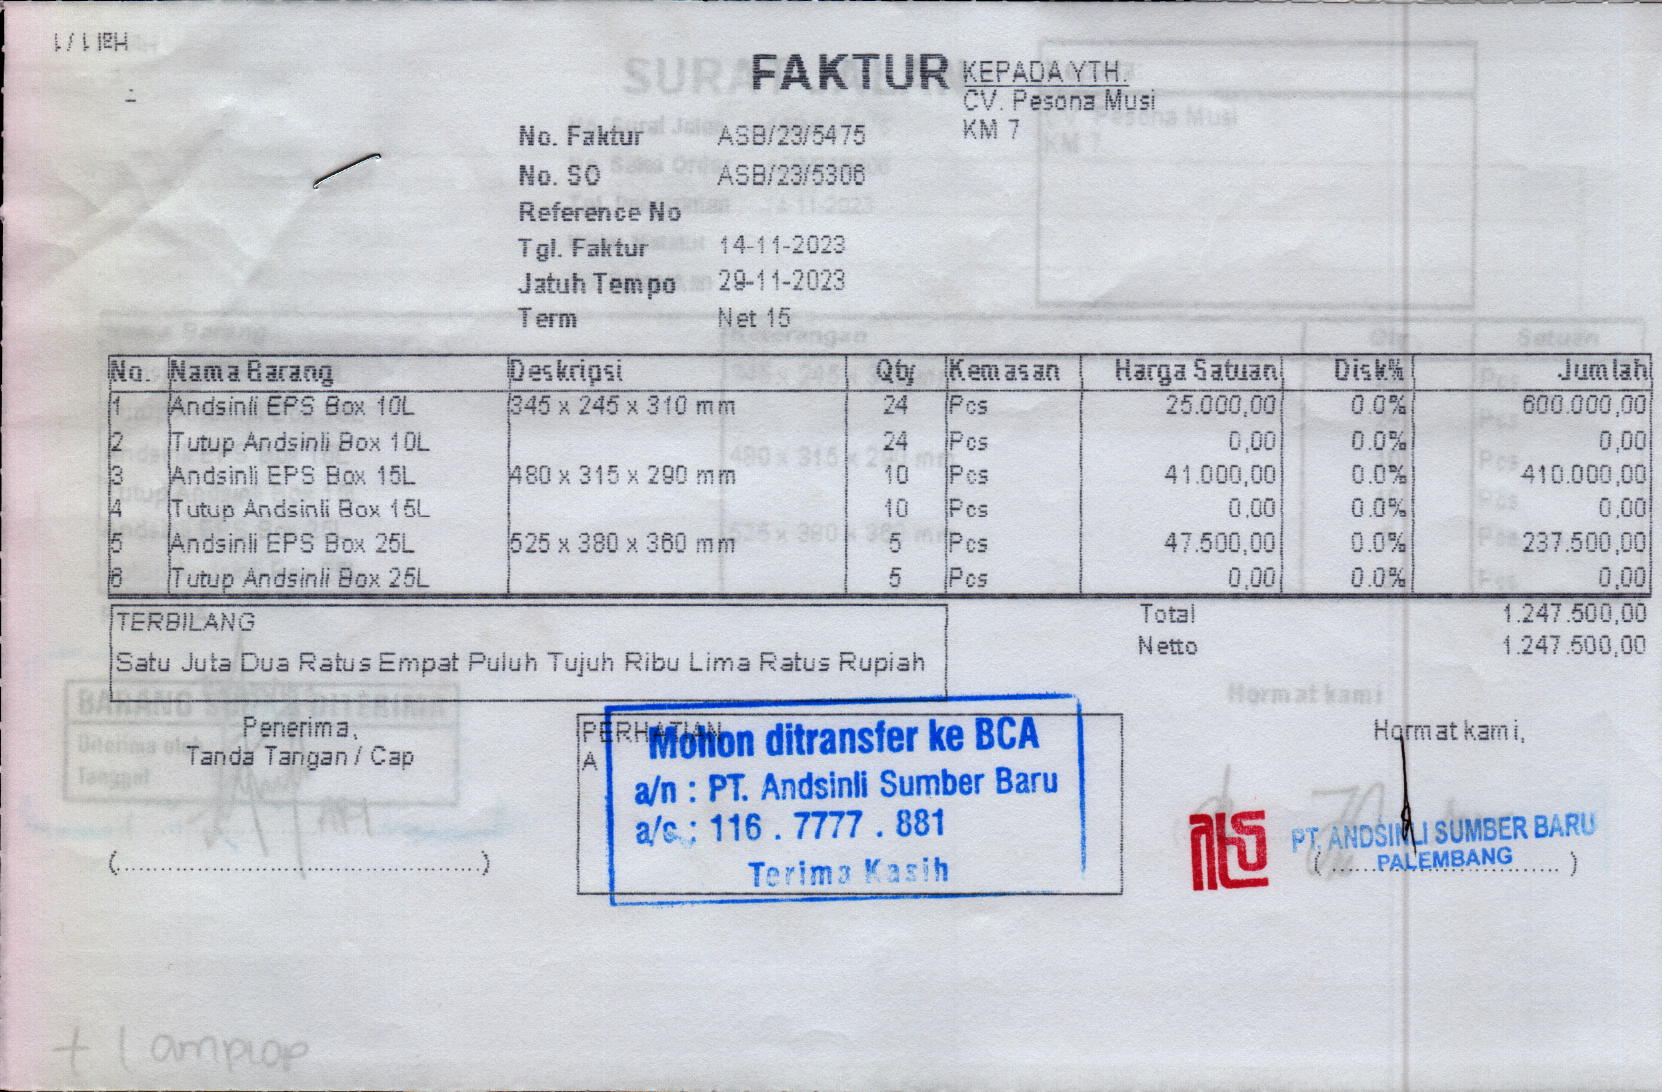 Hal 1 / 1
FAKTUR
KEPADA YTH.
CV. Pesona Musi
KM 7
No. Faktur ASB/23/5475
No. SO ASB/23/5306
Reference No
Tgl. Faktur 14-11-2023
Jatuh Tempo 29-11-2023
Term Net 15
No. Nama Barang Deskripsi Qty Kemasan Harga Satuan Disk% Jumlah
1 Andsinli EPS Box 10L 345 x 245 x 310 mm 24 Pcs 25.000,00 0.0% 600.000,00
2 Tutup Andsinli Box 10L 24 Pcs 0,00 0.0% 0,00
3 Andsinli EPS Box 15L 480 x 315 x 290 mm 10 Pcs 41.000,00 0.0% 410.000,00
4 Tutup Andsinli Box 15L 10 Pcs 0,00 0.0% 0,00
5 Andsinli EPS Box 25L 525 x 380 x 360 mm 5 Pcs 47.500,00 0.0% 237.500,00
6 Tutup Andsinli Box 25L 5 Pcs 0,00 0.0% 0,00
TERBILANG
Satu Juta Dua Ratus Empat Puluh Tujuh Ribu Lima Ratus Rupiah
Total 1.247.500,00
Netto 1.247.500,00
Penerima,
Tanda Tangan / Cap
(................................................)
PERHATIAN
A
Mohon ditransfer ke BCA
a/n : PT. Andsinli Sumber Baru
a/c : 116 . 7777 . 881
Terima Kasih
Hormat kami,
PT. ANDSINLI SUMBER BARU
PALEMBANG
(................................)
+ 1 amplop